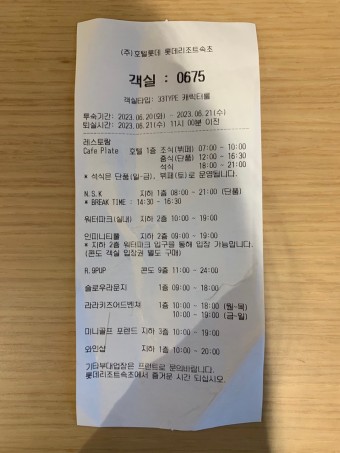 (주)호텔롯데 롯데리조트속초
객실 : 0675
객실타입: 33TYPE 캐릭터룸
투숙기간: 2023.06.20(화) - 2023.06.21(수)
퇴실시간: 2023.06.21(수) 11시 00분 이전
레스토랑
Cafe Plate 호텔 1층 조식(뷔페) 07:00 - 10:00
중식(단품) 12:00 - 16:30
석식 18:00 - 21:00
* 석식은 단품(일-금), 뷔페(토)로 운영됩니다.
N.S.K 지하 1층 08:00 - 21:00 (단품)
* BREAK TIME : 14:30 - 16:30
워터파크(실내) 지하 2층 10:00 - 19:00
인피니티풀 지하 2층 09:00 - 18:00
* 지하 2층 워터파크 입구을 통해 입장 가능합니다.
(콘도 객실 입장권 별도 구매)
R.9PUP 콘도 9층 11:00 - 24:00
슬로우라운지 1층 09:00 - 18:00
라라키즈어드벤쳐 1층 10:00 - 18:00 (월-목)
10:00 - 19:00 (금-일)
미니골프 포렌드 지하 3층 10:00 - 19:00
와인샵 지하 1층 10:00 - 20:00
기타부대업장은 프런트로 문의바랍니다.
롯데리조트속초에서 즐거운 시간 되십시오.